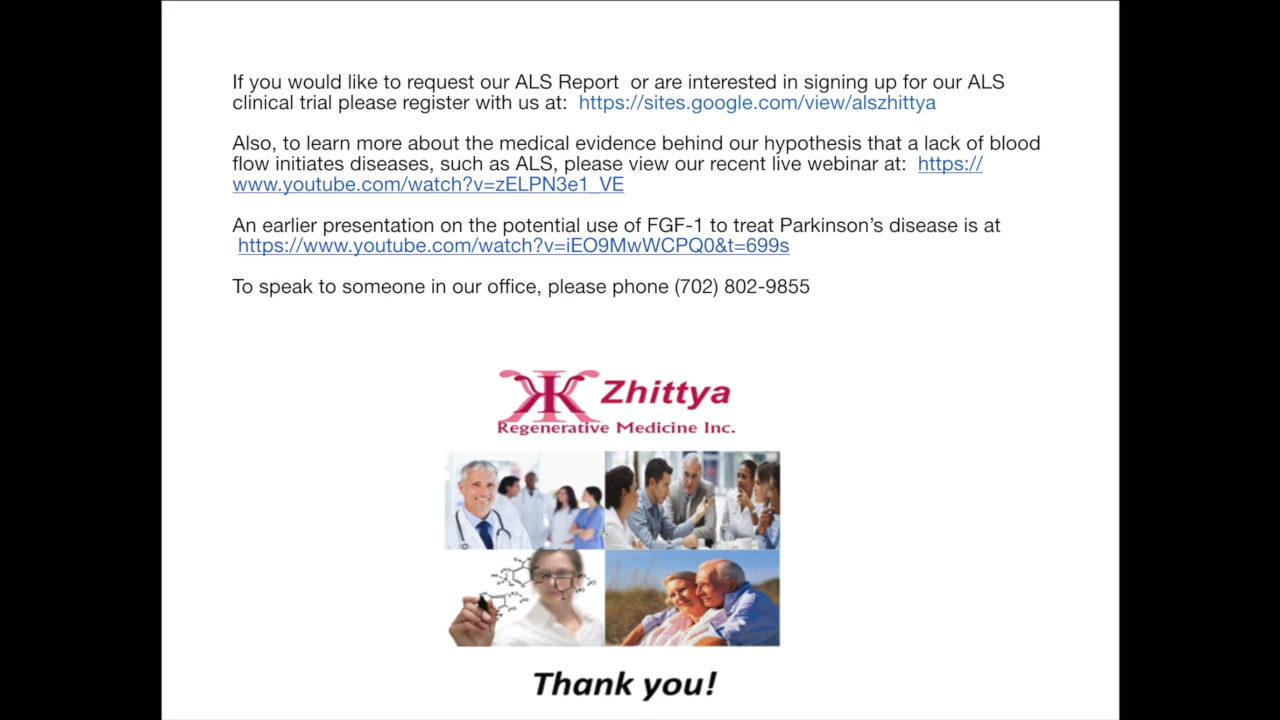 If you would like to request our ALS Report  or are interested in signing up for our ALS
clinical trial please register with us at:  https://sites.google.com/view/alszhittya
Also, to learn more about the medical evidence behind our hypothesis that a lack of blood
flow initiates diseases, such as ALS, please view our recent live webinar at:  https://
www.youtube.com/watch?v=zELPN3e1_VE
An earlier presentation on the potential use of FGF-1 to treat Parkinson's disease is at
https://www.youtube.com/watch?v=iEO9MwWCPQ0&t=699s
To speak to someone in our office, please phone (702) 802-9855
Zhittya
Regenerative Medicine Inc.
Thank you!